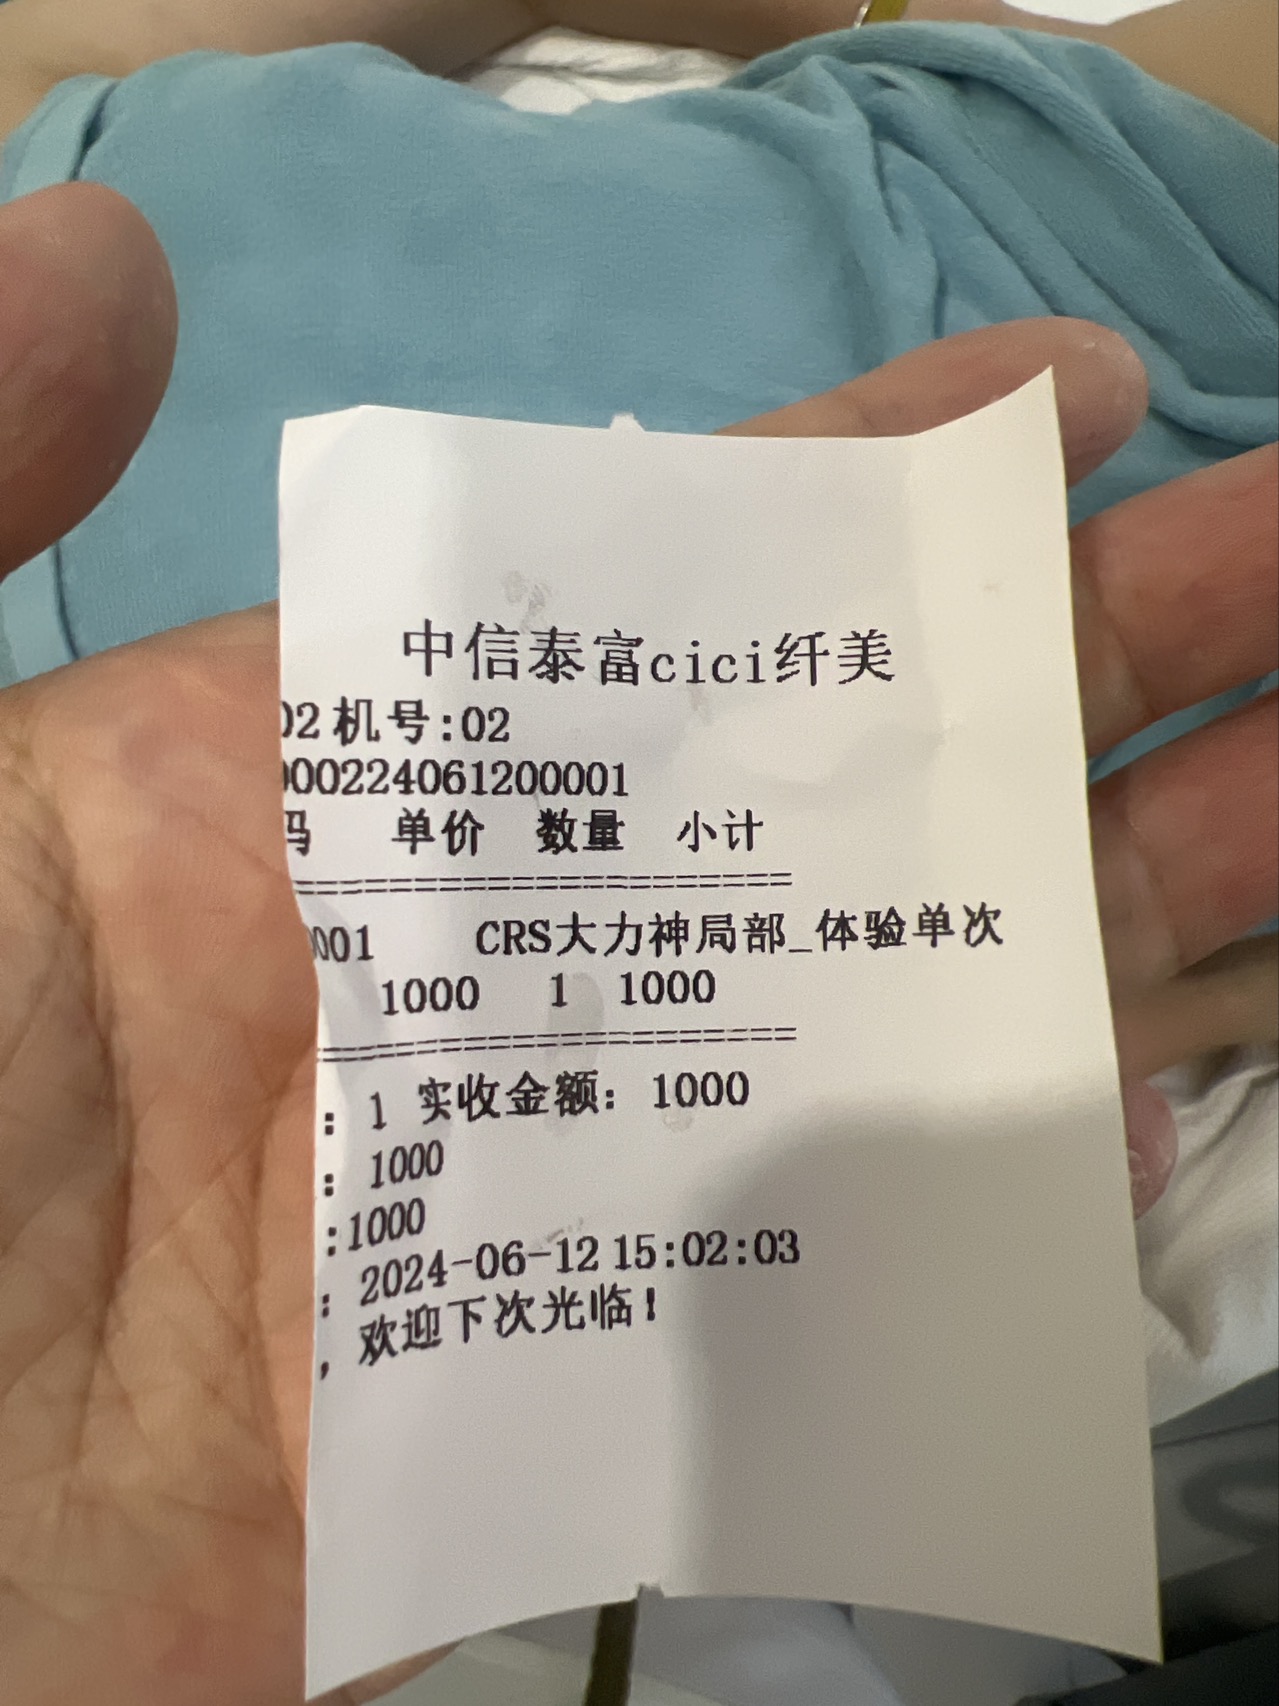 中信泰富cici纤美
02 机号:02
000224061200001
码 单价 数量 小计
======================
0001 CRS大力神局部_体验单次
1000 1 1000
======================
: 1 实收金额: 1000
: 1000
:1000
: 2024-06-12 15:02:03
, 欢迎下次光临!